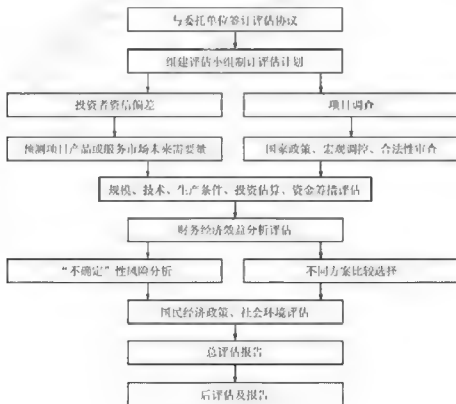 与委托单位签订评估协议
组建评估小组制订评估计划
投资者资信偏差
项目调查
预测项目产品或服务市场未来需要量
国家政策、宏观调控、合法性审查
规模、技术、生产条件、投资估算、资金筹措评估
财务经济效益分析评估
“不确定”性风险分析
不同方案比较选择
国民经济政策、社会环境评估
总评估报告
后评估及报告